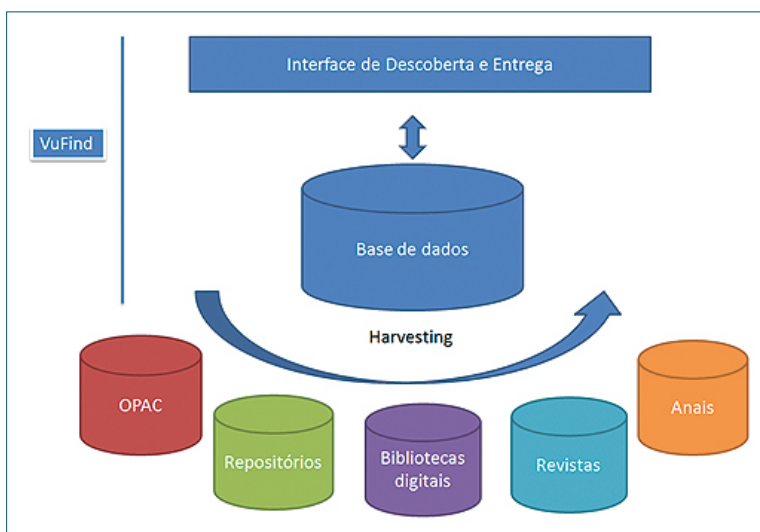 Interface de Descoberta e Entrega
VuFind
Base de dados
Harvesting
OPAC
Repositórios
Bibliotecas
digitais
Revistas
Anais